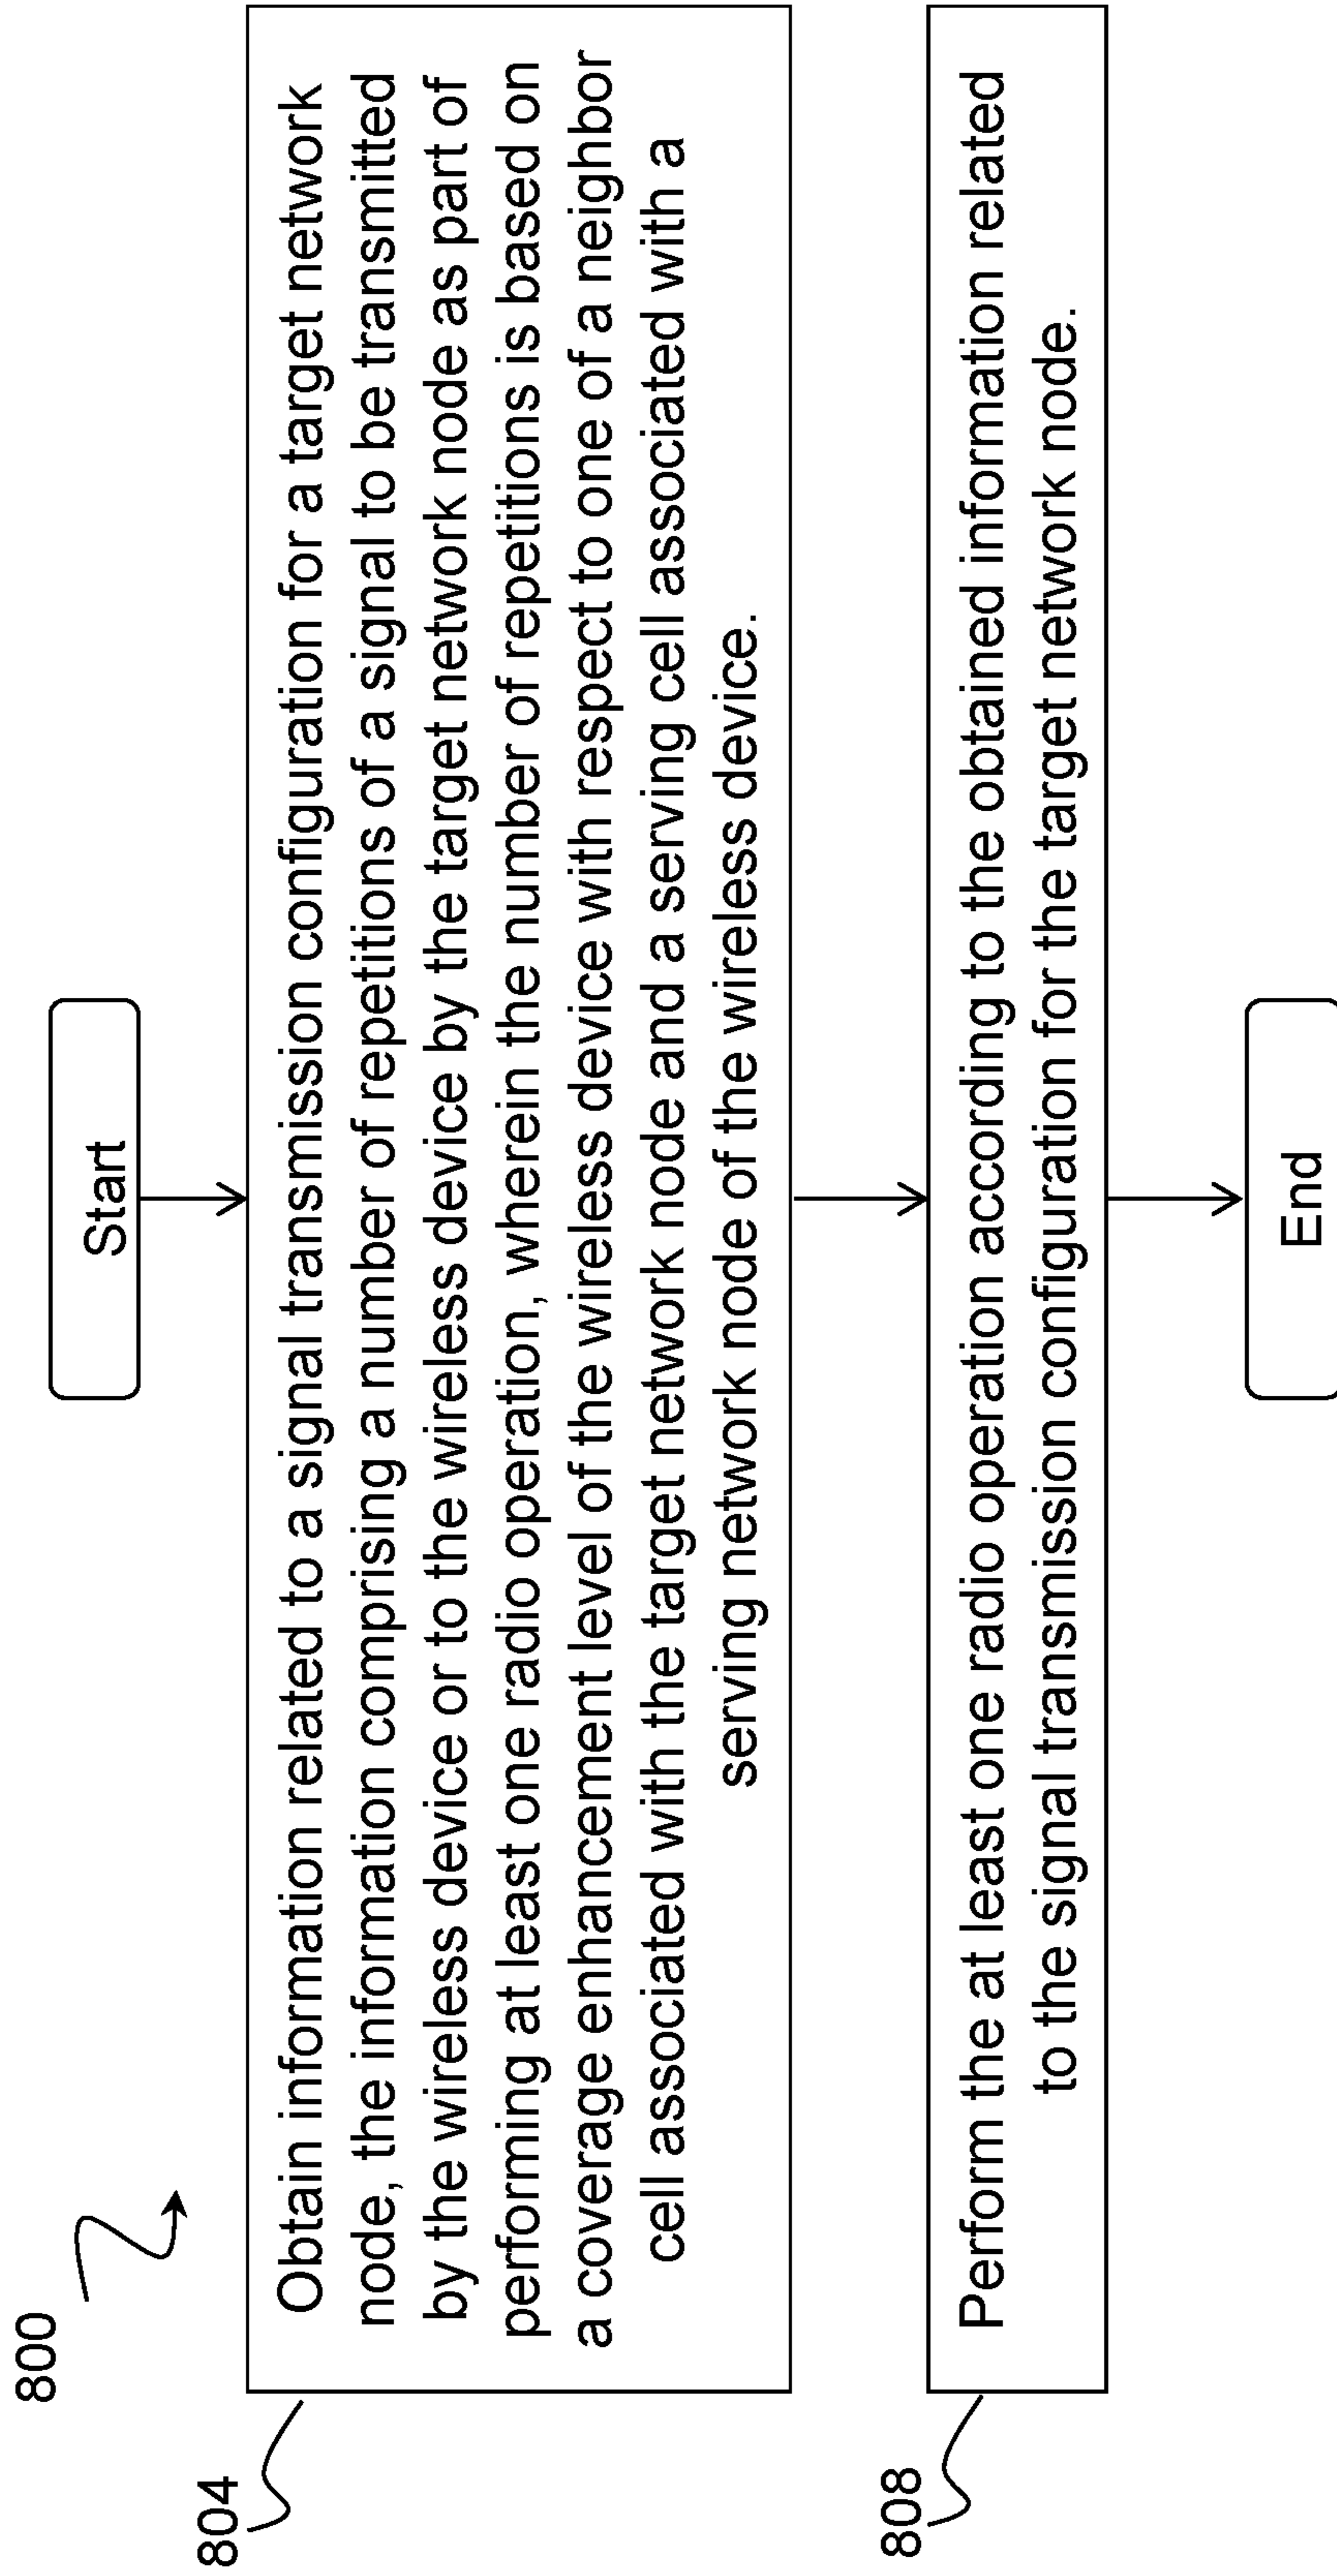 800
Start
804
Obtain information related to a signal transmission configuration for a target network
node, the information comprising a number of repetitions of a signal to be transmitted
by the wireless device or to the wireless device by the target network node as part of
performing at least one radio operation, wherein the number of repetitions is based on
a coverage enhancement level of the wireless device with respect to one of a neighbor
cell associated with the target network node and a serving cell associated with a
serving network node of the wireless device.
808
Perform the at least one radio operation according to the obtained information related
to the signal transmission configuration for the target network node.
End